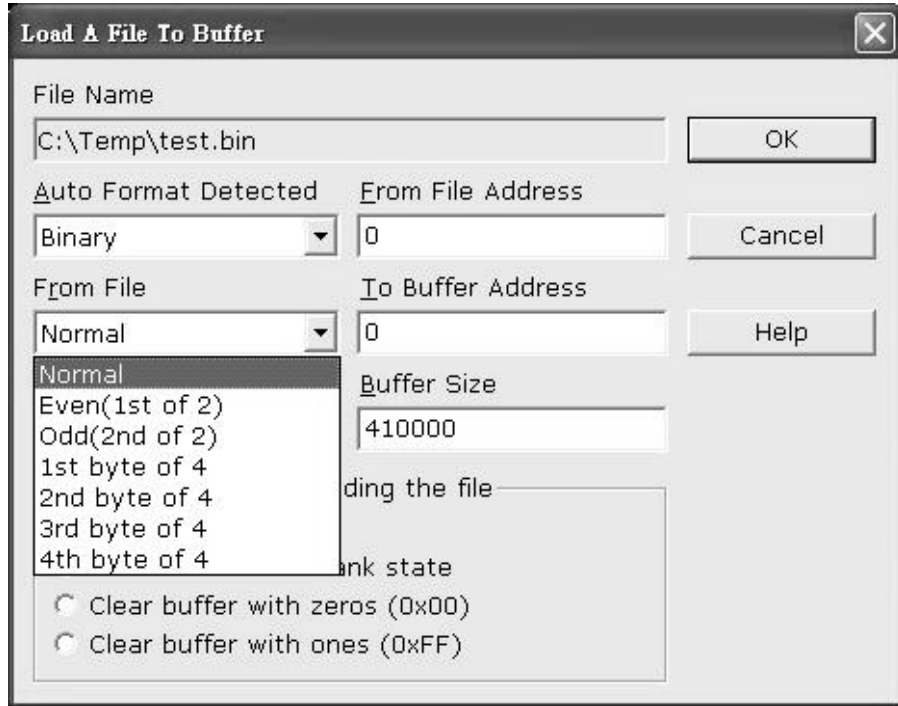 Load A File To Buffer
File Name
C:\Temp\test.bin
OK
Auto Format Detected
From File Address
Binary
0
Cancel
From File
To Buffer Address
Normal
0
Help
Normal
Even(1st of 2)
Odd(2nd of 2)
1st byte of 4
2nd byte of 4
3rd byte of 4
4th byte of 4
Buffer Size
410000
ding the file
ank state
Clear buffer with zeros (0x00)
Clear buffer with ones (0xFF)